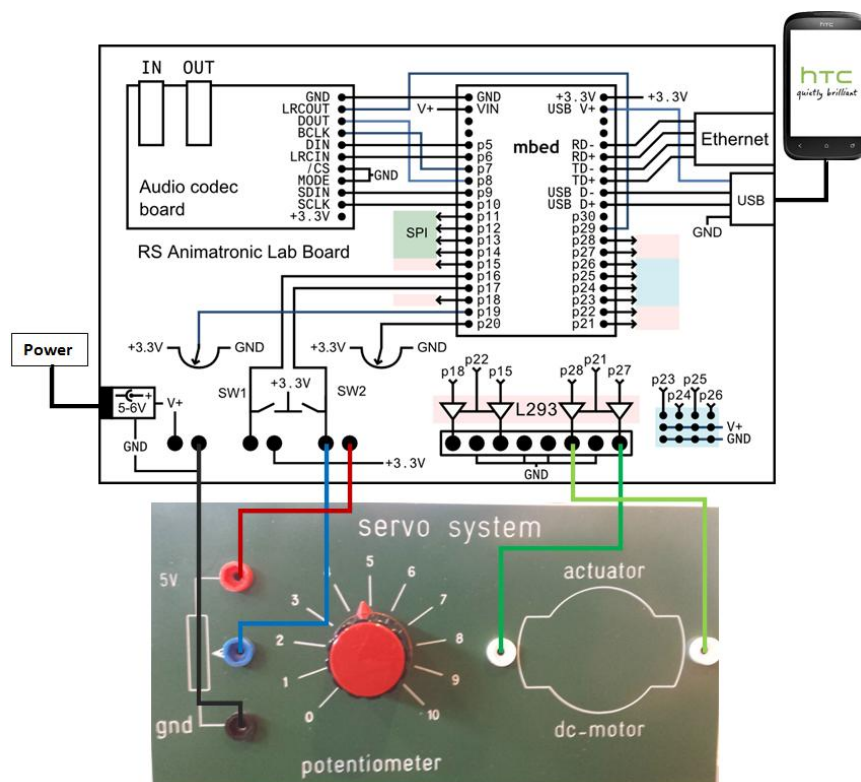 hTC
quietly brilliant
IN OUT
GND
LRCOUT
DOUT
BCLK
DIN
LRCIN
/CS
MODE
SDIN
SCLK
+3.3V
GND
Audio codec
board
RS Animatronic Lab Board
V+
GND
VIN
p5
p6
p7
p8
p9
p10
p11
p12
p13
p14
p15
p16
p17
p18
p19
p20
mbed
+3.3V
USB V+
RD-
RD+
TD-
TD+
USB D-
USB D+
p30
p29
p28
p27
p26
p25
p24
p23
p22
p21
+3.3V
Ethernet
USB
GND
SPI
Power
5-6V
+
V+
GND
+3.3V GND
+3.3V GND
SW1
+3.3V
SW2
+3.3V
p22 p21
p18 p15 p28 p27
L293
GND
p23 p25
p24 p26
V+
GND
servo system
5V
gnd
0
1
2
3
4
5
6
7
8
9
10
potentiometer
actuator
dc-motor